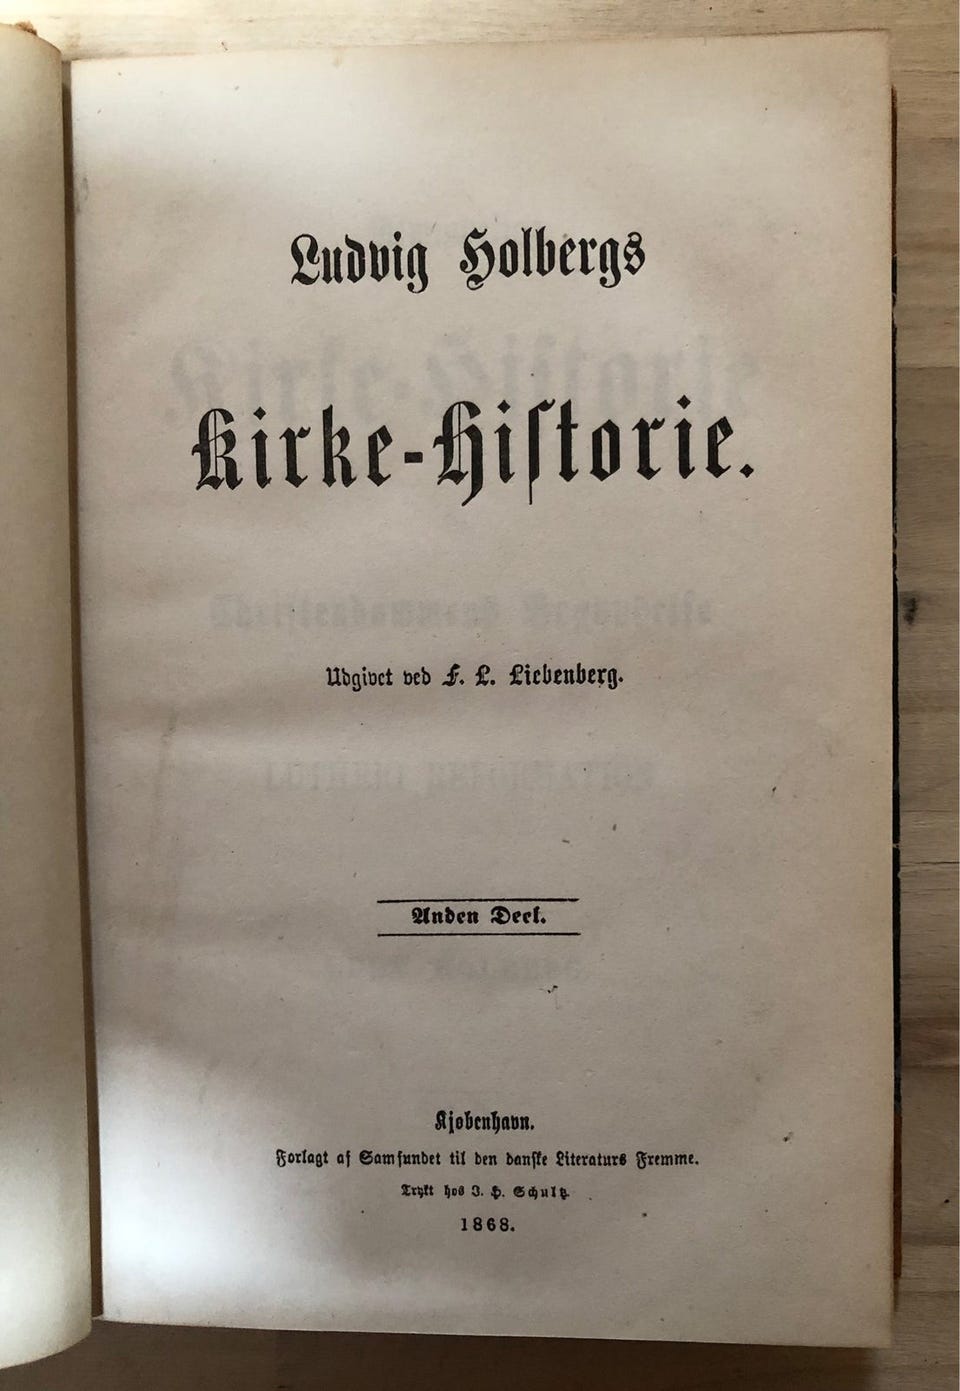 Ludvig Holbergs
Kirke-Historie.
Udgivet ved F. L. Liebenberg.
Anden Deel.
Kjøbenhavn.
Forlagt af Samfundet til den danske Literaturs Fremme.
Trykt hos J. H. Schultz.
1868.